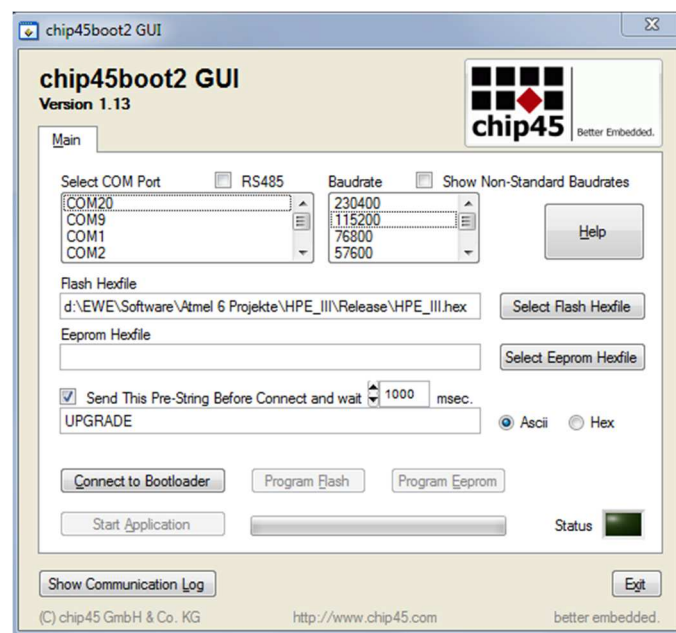 chip45boot2 GUI
chip45boot2 GUI
Version 1.13
chip45 Better Embedded.
Main
Select COM Port RS485 Baudrate Show Non-Standard Baudrates
COM20 230400
COM9 115200
COM1 76800
COM2 57600
Help
Flash Hexfile
d:\EWE\Software\Atmel 6 Projekte\HPE_III\Release\HPE_III.hex Select Flash Hexfile
Eeprom Hexfile
Select Eeprom Hexfile
Send This Pre-String Before Connect and wait 1000 msec.
UPGRADE Ascii Hex
Connect to Bootloader Program Flash Program Eeprom
Start Application Status
Show Communication Log Exit
(C) chip45 GmbH & Co. KG http://www.chip45.com better embedded.